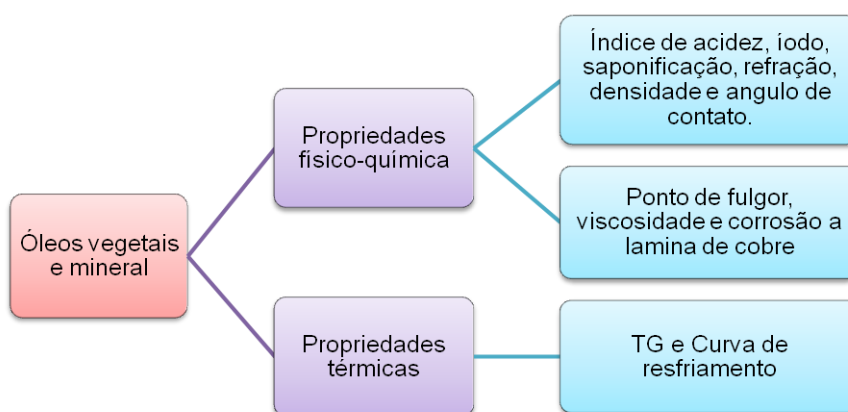 Óleos vegetais
e mineral
Propriedades
físico-química
Índice de acidez, íodo,
saponificação, refração,
densidade e angulo de
contato.
Ponto de fulgor,
viscosidade e corrosão a
lamina de cobre
Propriedades
térmicas
TG e Curva de
resfriamento